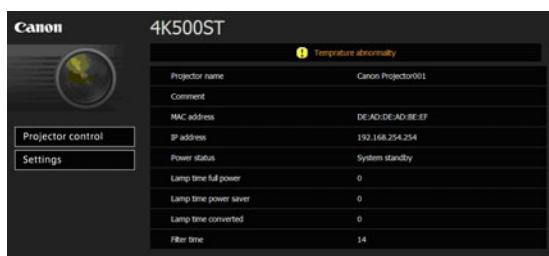 Canon
4K500ST
Temprature abnormality
Projector name Canon Projector001
Comment
MAC address DE:AD:DE:AD:BE:EF
Projector control
IP address 192.168.254.254
Settings
Power status System standby
Lamp time full power 0
Lamp time power saver 0
Lamp time converted 0
Filter time 14